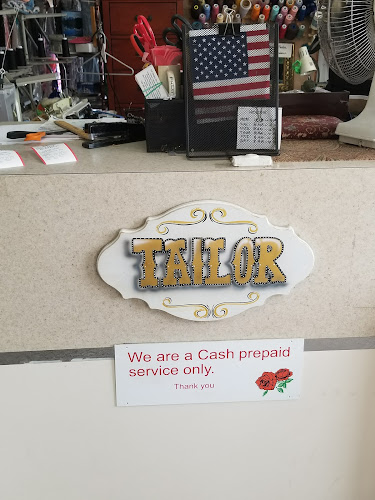 TAILOR
We are a Cash prepaid
service only.
Thank you